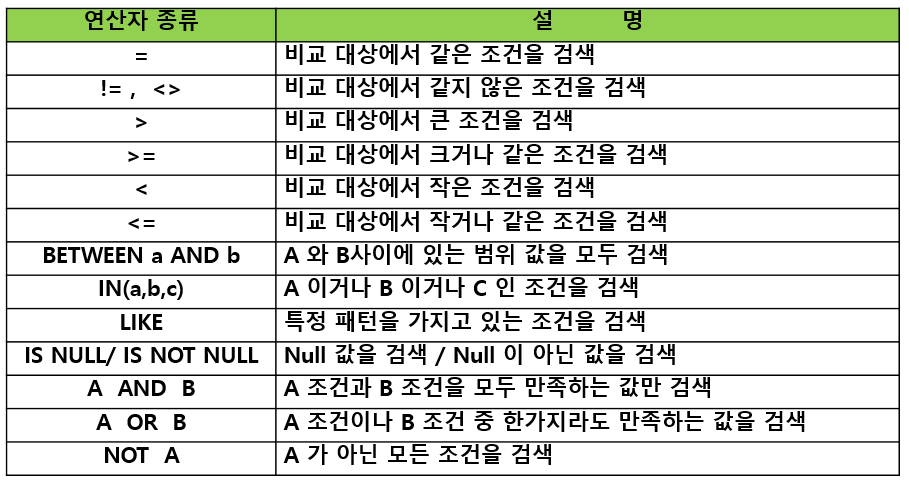 연산자 종류 설 명
= 비교 대상에서 같은 조건을 검색
!= , <> 비교 대상에서 같지 않은 조건을 검색
> 비교 대상에서 큰 조건을 검색
>= 비교 대상에서 크거나 같은 조건을 검색
< 비교 대상에서 작은 조건을 검색
<= 비교 대상에서 작거나 같은 조건을 검색
BETWEEN a AND b A 와 B사이에 있는 범위 값을 모두 검색
IN(a,b,c) A 이거나 B 이거나 C 인 조건을 검색
LIKE 특정 패턴을 가지고 있는 조건을 검색
IS NULL/ IS NOT NULL Null 값을 검색 / Null 이 아닌 값을 검색
A AND B A 조건과 B 조건을 모두 만족하는 값만 검색
A OR B A 조건이나 B 조건 중 한가지라도 만족하는 값을 검색
NOT A A 가 아닌 모든 조건을 검색